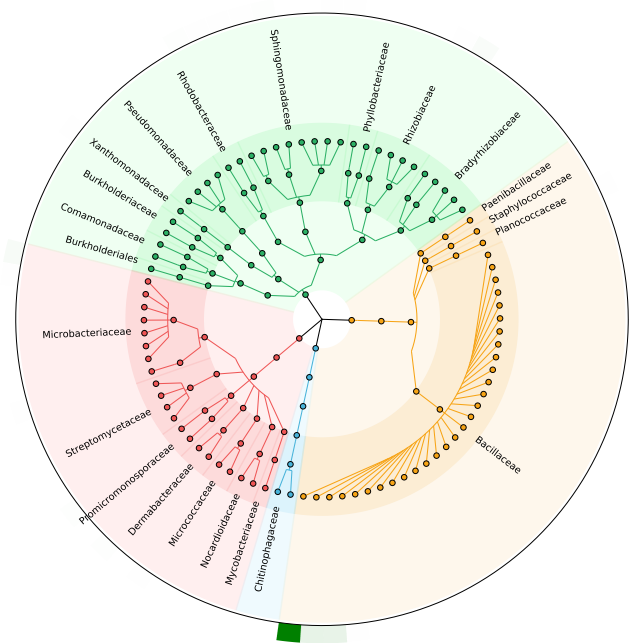 Sphingomonadaceae
Phyllobacteriaceae
Rhizobiaceae
Bradyrhizobiaceae
Rhodobacteraceae
Pseudomonadaceae
Xanthomonadaceae
Burkholderiaceae
Comamonadaceae
Burkholderiales
Paenibacillaceae
Staphylococcaceae
Planococcaceae
Bacillaceae
Microbacteriaceae
Streptomycetaceae
Promicromonosporaceae
Dermabacteraceae
Micrococcaceae
Nocardioidaceae
Mycobacteriaceae
Chitinophagaceae